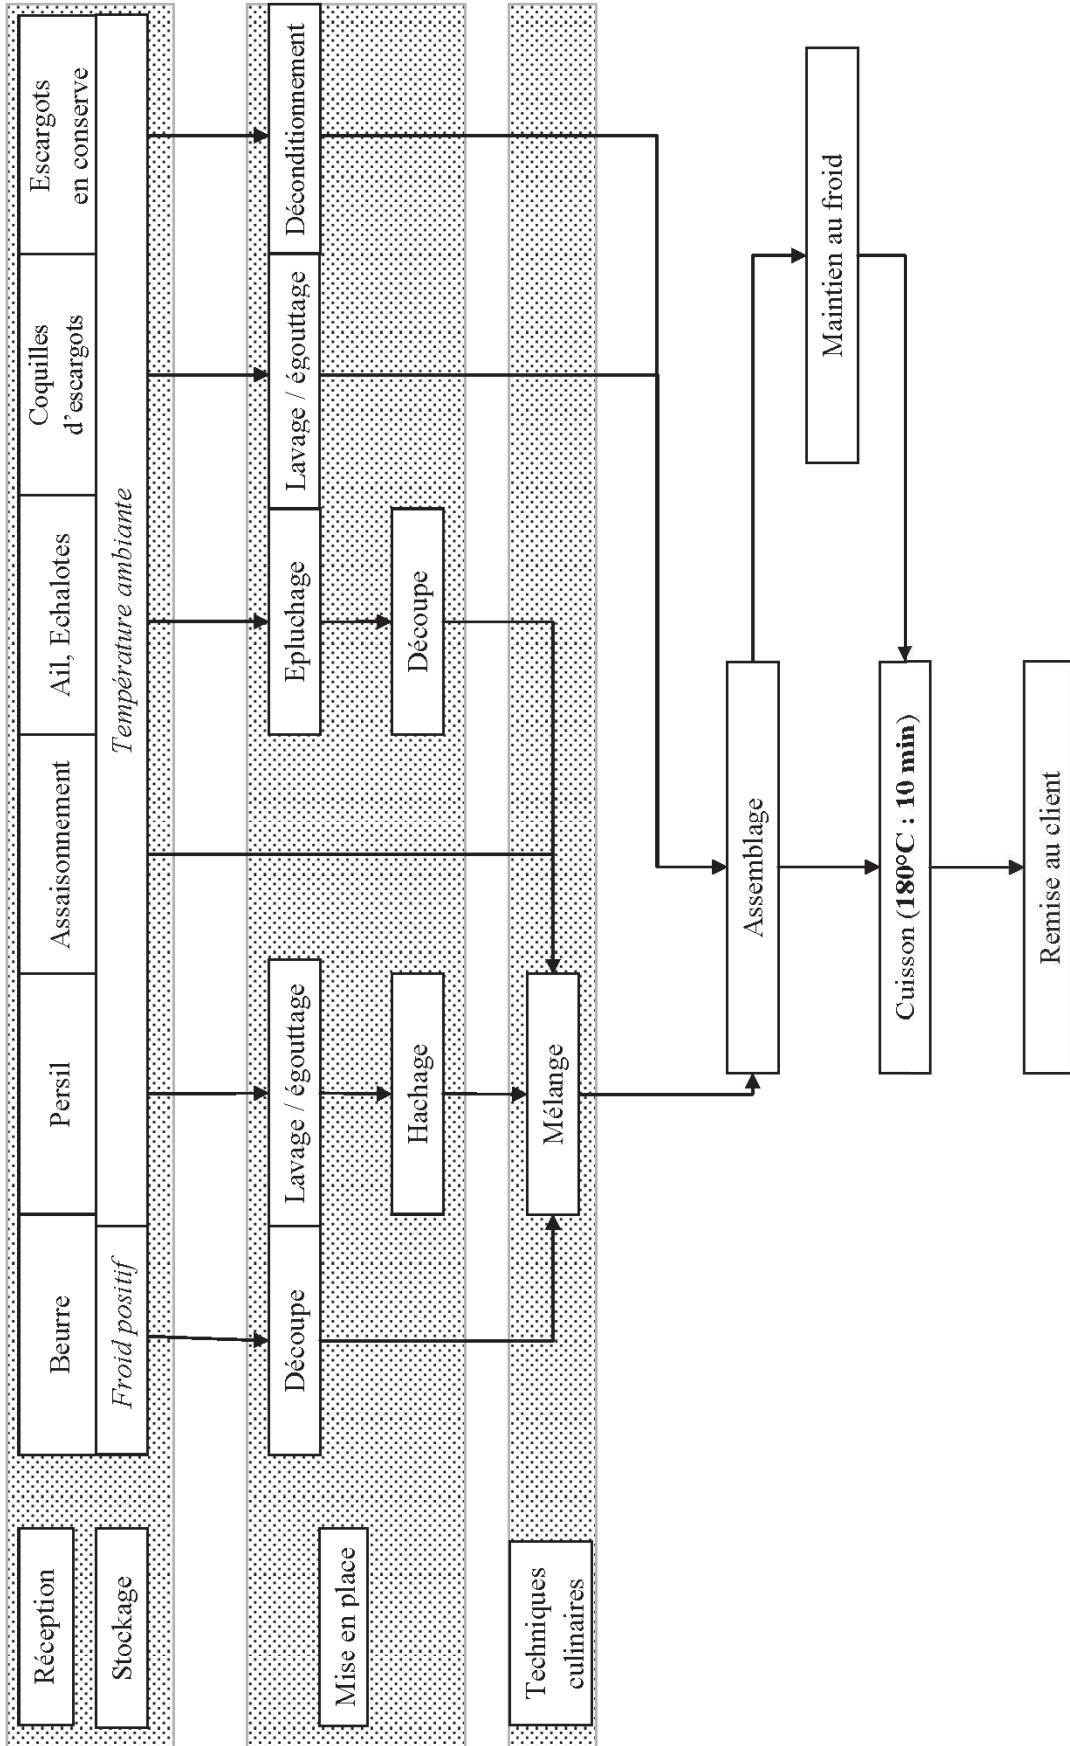 Réception
Beurre
Persil
Assaisonnement
Ail, Echalotes
Coquilles
d'escargots
Escargots
en conserve
Stockage
Froid positif
Température ambiante
Mise en place
Découpe
Lavage / égouttage
Epluchage
Lavage / égouttage
Déconditionnement
Hachage
Découpe
Techniques
culinaires
Mélange
Assemblage
Maintien au froid
Cuisson (180°C : 10 min)
Remise au client